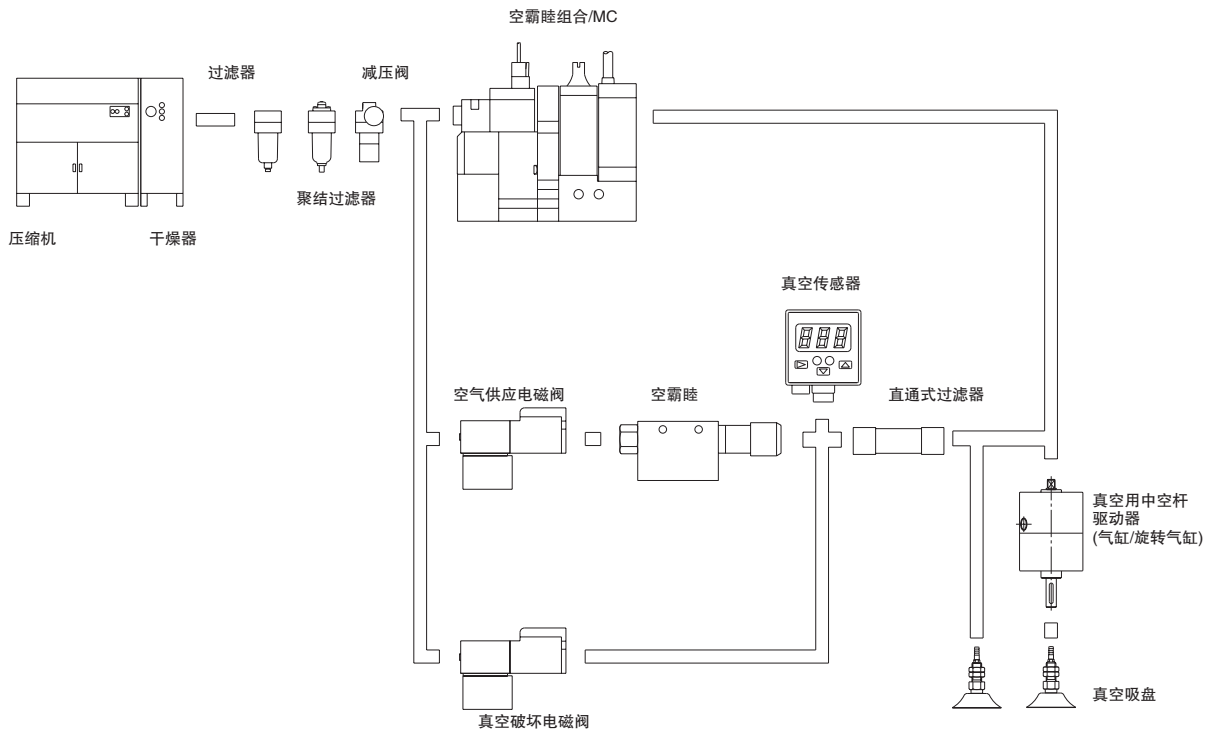 空霸睦组合/MC
过滤器
减压阀
聚结过滤器
压缩机
干燥器
真空传感器
888
空气供应电磁阀
空霸睦
直通式过滤器
真空用中空杆
驱动器
(气缸/旋转气缸)
真空吸盘
真空破坏电磁阀